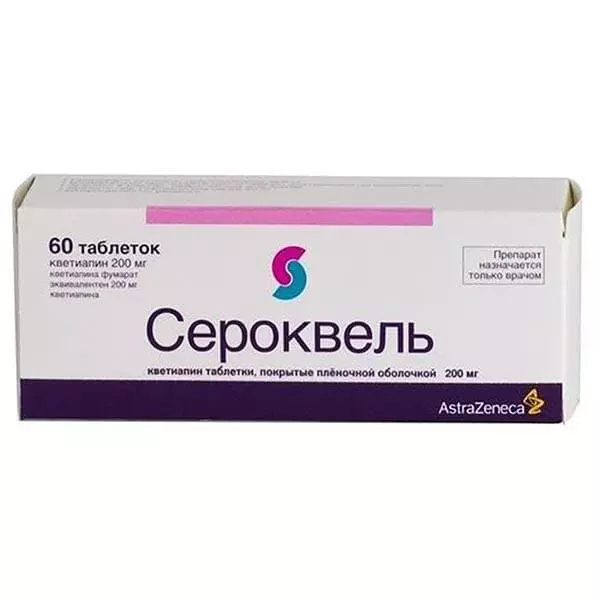 60 таблеток
кветиапин 200 мг
кветиапина фумарат
эквивалентен 200 мг
кветиапина
Препарат
назначается
только врачом
Сероквель
кветиапин таблетки, покрытые плёночной оболочкой 200 мг
AstraZeneca